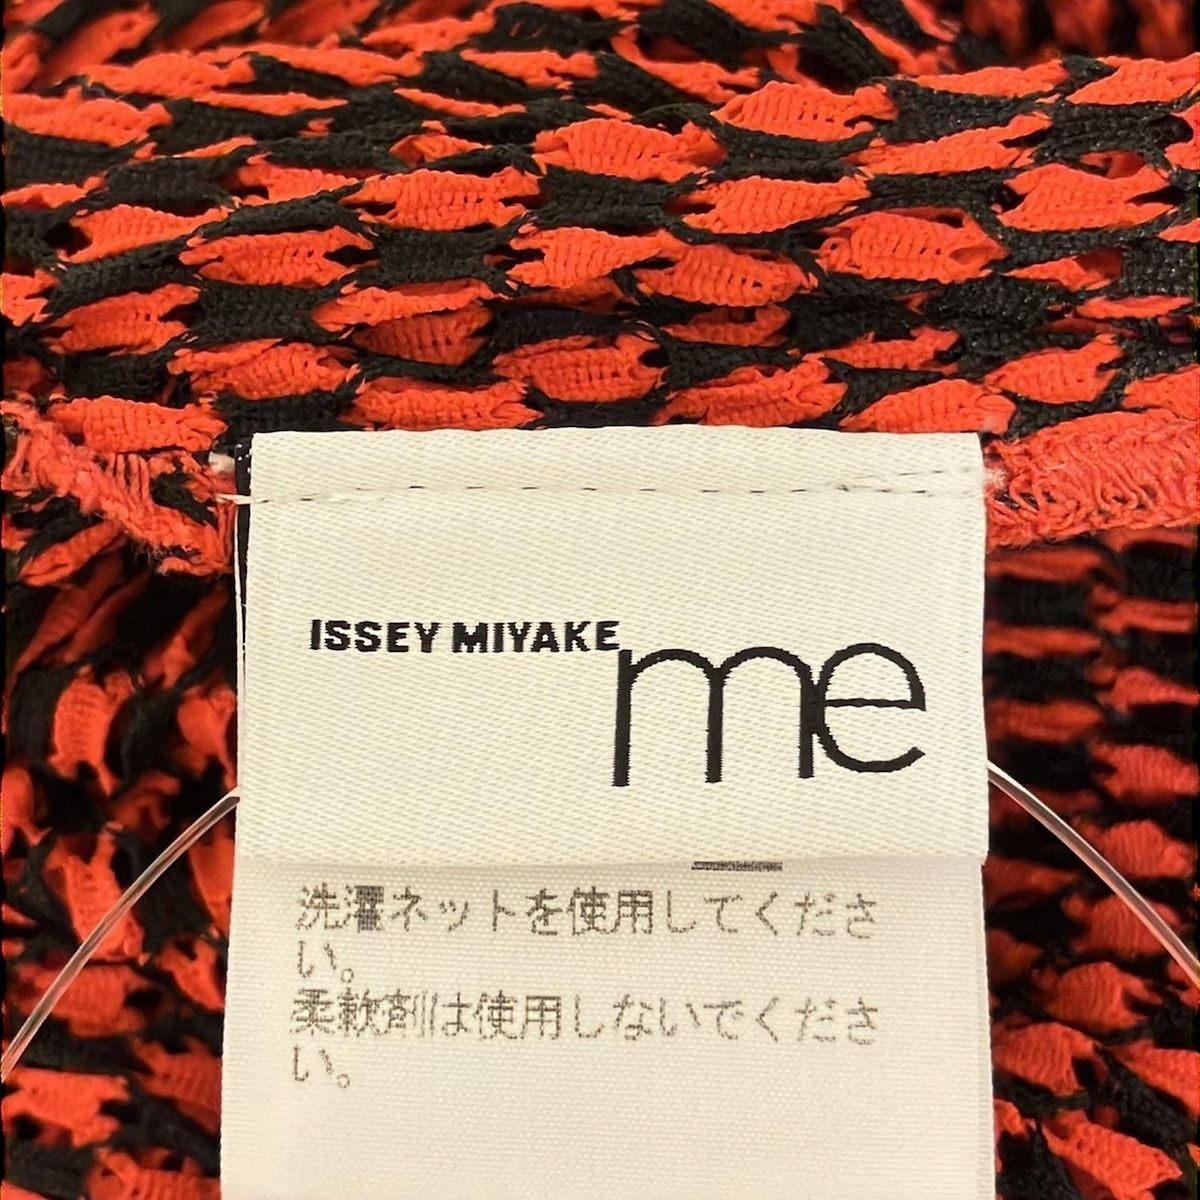 ISSEY MIYAKE
me
洗濯ネットを使用してくださ
い。
柔軟剤は使用しないでくださ
い。